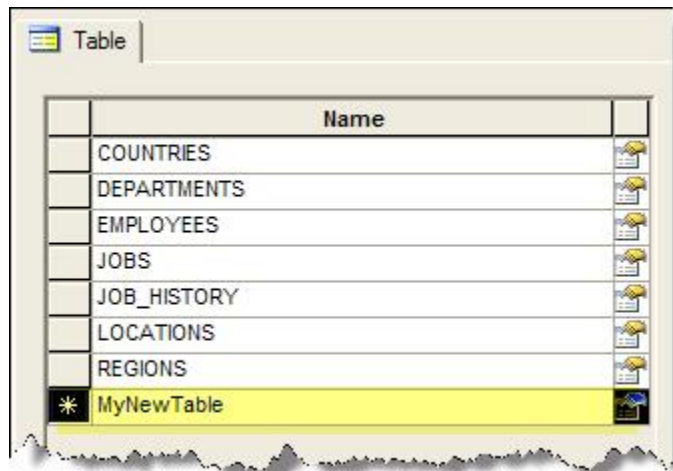 Table
Name
COUNTRIES
DEPARTMENTS
EMPLOYEES
JOBS
JOB_HISTORY
LOCATIONS
REGIONS
MyNewTable